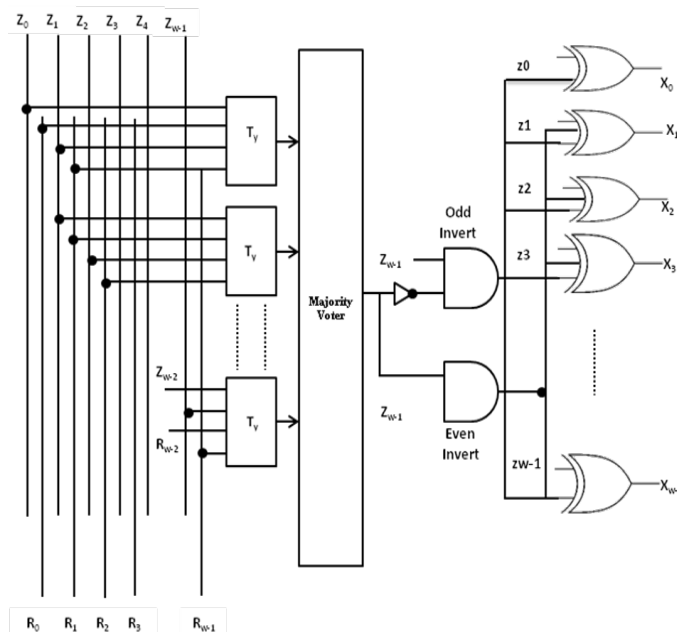 Z0 Z1 Z2 Z3 Z4 Zw-1
Ty
Tv
Tv
Zw-2
Rw-2
Majority
Voter
Odd
Invert
Zw-1
Zw-1
Even
Invert
z0
z1
z2
z3
zw-1
X0
X1
X2
X3
Xw-
R0 R1 R2 R3 Rw-1